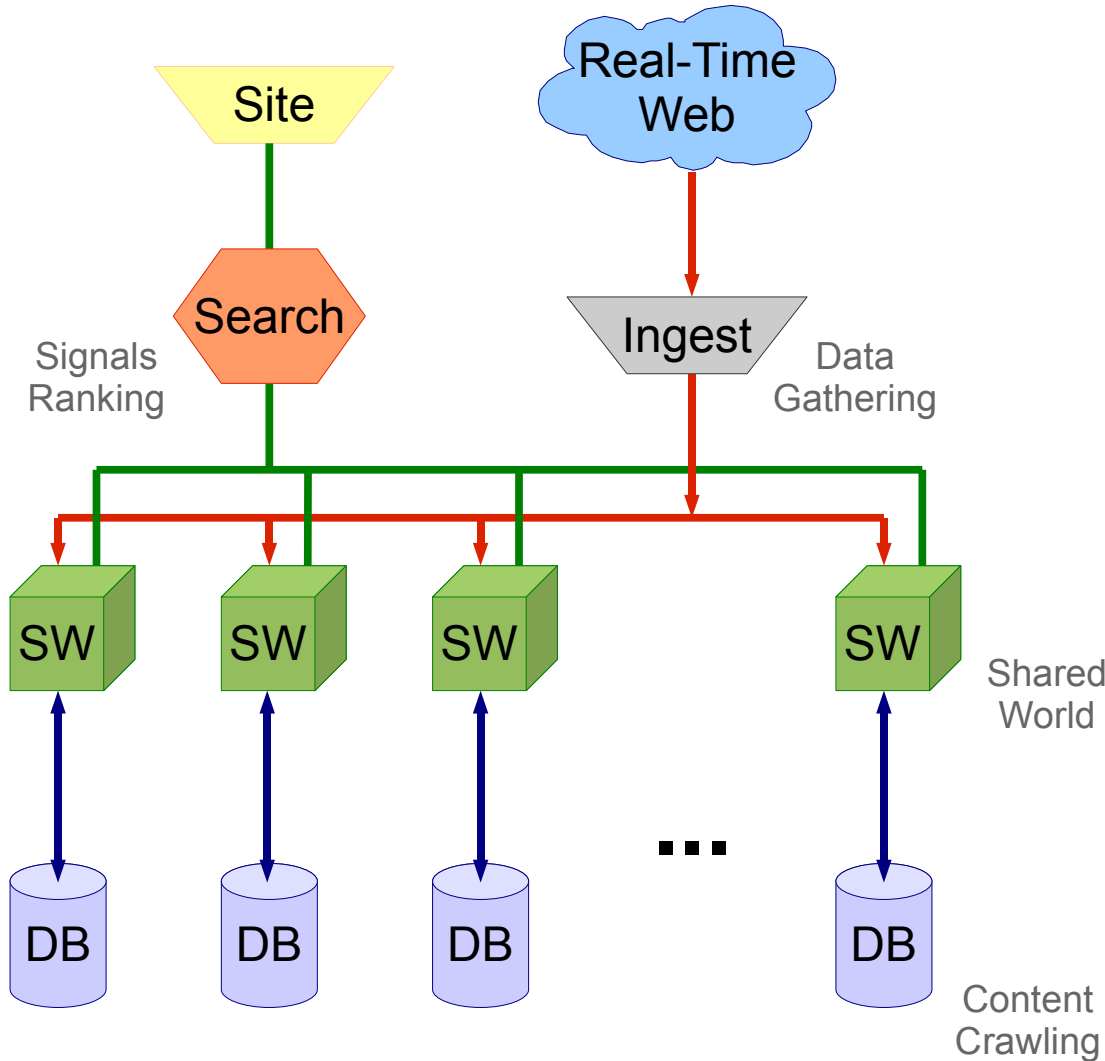 Site
Real-Time
Web
Search
Signals
Ranking
Ingest
Data
Gathering
SW
SW
SW
SW
Shared
World
DB
DB
DB
...
DB
Content
Crawling